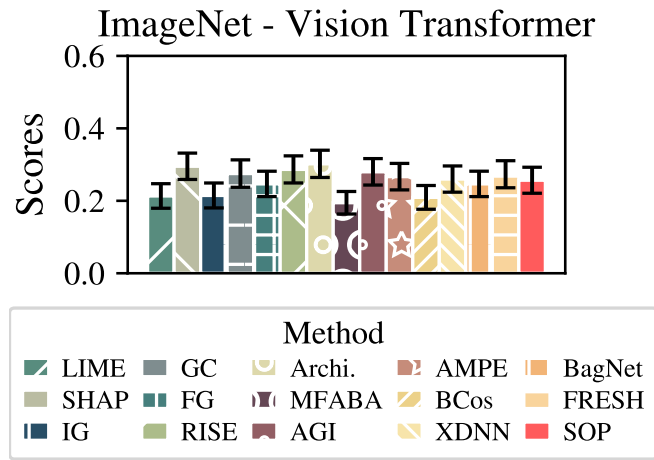 ImageNet - Vision Transformer
Scores
0.6
0.4
0.2
0.0
Method
LIME GC Archi. AMPE BagNet
SHAP FG MFABA BCos FRESH
IG RISE AGI XDNN SOP